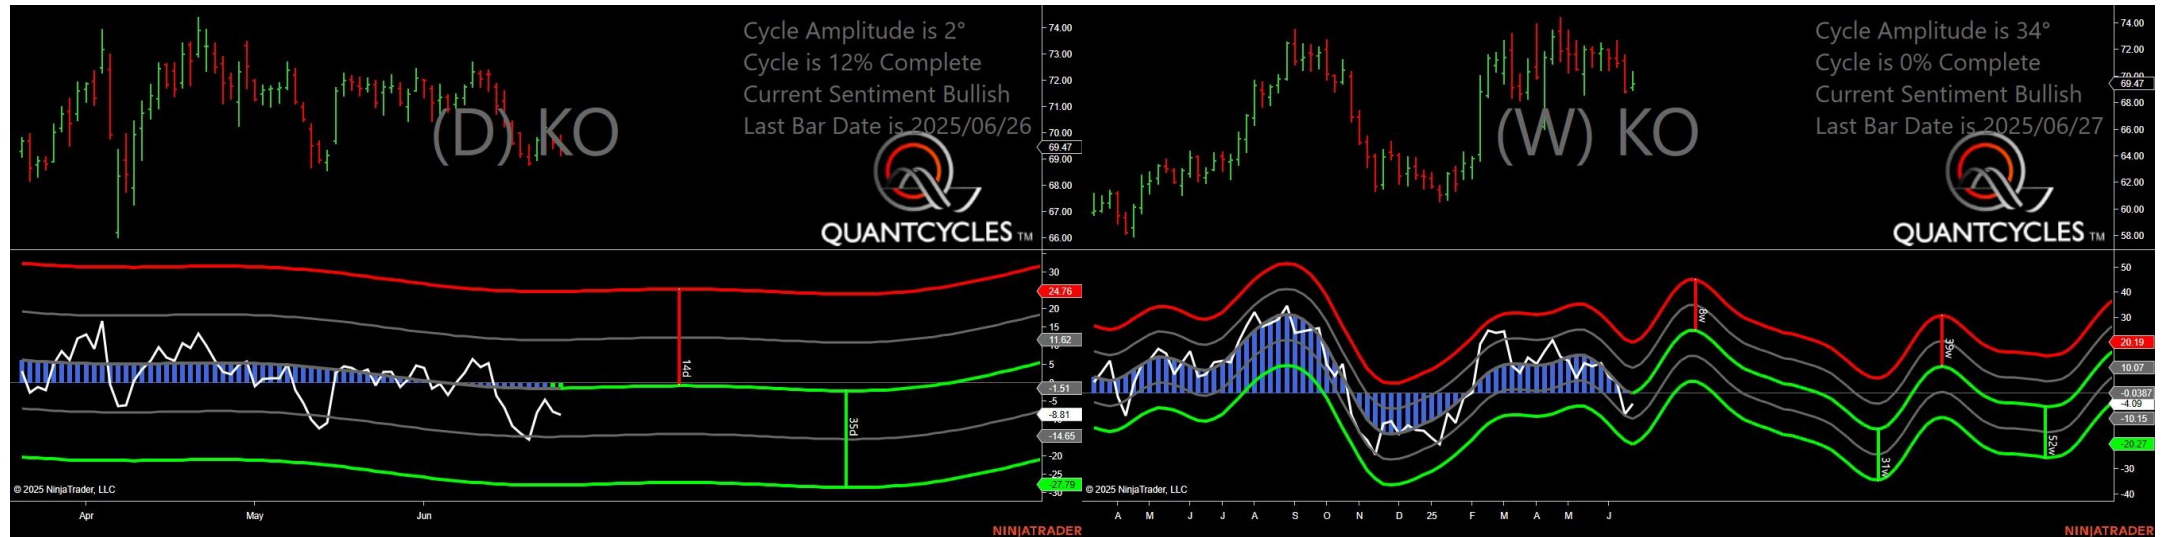 Cycle Amplitude is 2°
Cycle is 12% Complete
Current Sentiment Bullish
Last Bar Date is 2025/06/26
(D) KO
QUANTCYCLES TM
74.00
73.00
72.00
71.00
70.00
69.47
69.00
68.00
67.00
66.00
30
24.76
20
15
11.62
5
-1.51
-5
-8.81
-14.65
-20
-25
-27.79
-30
14d
35d
© 2025 NinjaTrader, LLC
Apr
May
Jun
NINJATRADER
Cycle Amplitude is 34°
Cycle is 0% Complete
Current Sentiment Bullish
Last Bar Date is 2025/06/27
(W) KO
QUANTCYCLES TM
74.00
72.00
70.00
69.47
68.00
66.00
64.00
62.00
60.00
58.00
50
40
30
20.19
10.07
-0.0387
-4.09
-10.15
-20.27
-30
-40
8w
39w
31w
52w
© 2025 NinjaTrader, LLC
A M J J A S O N D 25 F M A M J
NINJATRADER